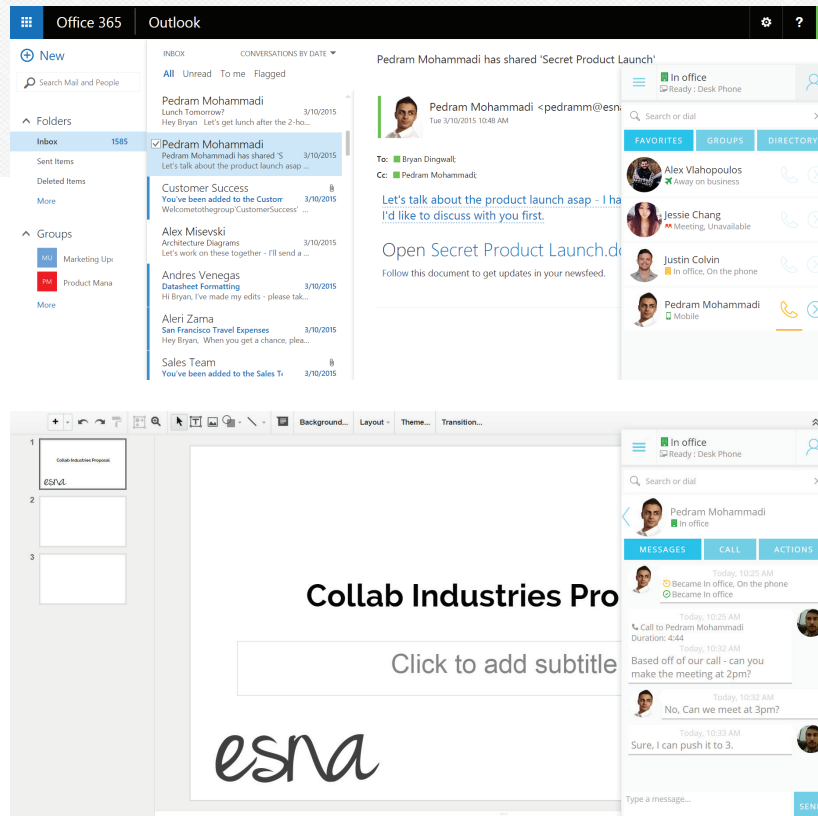 Office 365 Outlook ?
New
Search Mail and People
Folders
Inbox 1585
Sent Items
Deleted Items
More
Groups
MU Marketing Up
PM Product Mana
More
INBOX CONVERSATIONS BY DATE
All Unread To me Flagged
Pedram Mohammadi
Lunch Tomorrow? 3/10/2015
Hey Bryan Let's get lunch after the 2-ho...
Pedram Mohammadi
Pedram Mohammadi has shared 'S 3/10/2015
Let's talk about the product launch asap ...
Customer Success
You've been added to the Custom 3/10/2015
Welcometothegroup'CustomerSuccess' ...
Alex Misevski
Architecture Diagrams 3/10/2015
Let's work on these together - I'll send a ...
Andres Venegas
Datasheet Formatting 3/10/2015
Hi Bryan, I've made my edits - please tak...
Aleri Zama
San Francisco Travel Expenses 3/10/2015
Hey Bryan, When you get a chance, plea...
Sales Team
You've been added to the Sales T 3/10/2015
Pedram Mohammadi has shared 'Secret Product Launch'
Pedram Mohammadi <pedramm@esn
Tue 3/10/2015 10:48 AM
To: Bryan Dingwall;
Cc: Pedram Mohammadi;
Let's talk about the product launch asap - I ha
I'd like to discuss with you first.
Open Secret Product Launch.d
Follow this document to get updates in your newsfeed.
In office
Ready : Desk Phone
Search or dial
FAVORITES GROUPS DIRECTORY
Alex Vlahopoulos
Away on business
Jessie Chang
Meeting, Unavailable
Justin Colvin
In office, On the phone
Pedram Mohammadi
Mobile
Background... Layout Theme... Transition...
1
Collab Industries Proposal
esna
2
3
Collab Industries Pro
Click to add subtitle
esna
In office
Ready : Desk Phone
Search or dial
Pedram Mohammadi
In office
MESSAGES CALL ACTIONS
Today, 10:25 AM
Became In office, On the phone
Became In office
Today, 10:25 AM
Call to Pedram Mohammadi
Duration: 4:44
Today, 10:32 AM
Based off of our call - can you
make the meeting at 2pm?
Today, 10:32 AM
No, Can we meet at 3pm?
Today, 10:33 AM
Sure, I can push it to 3.
Type a message...
SEN